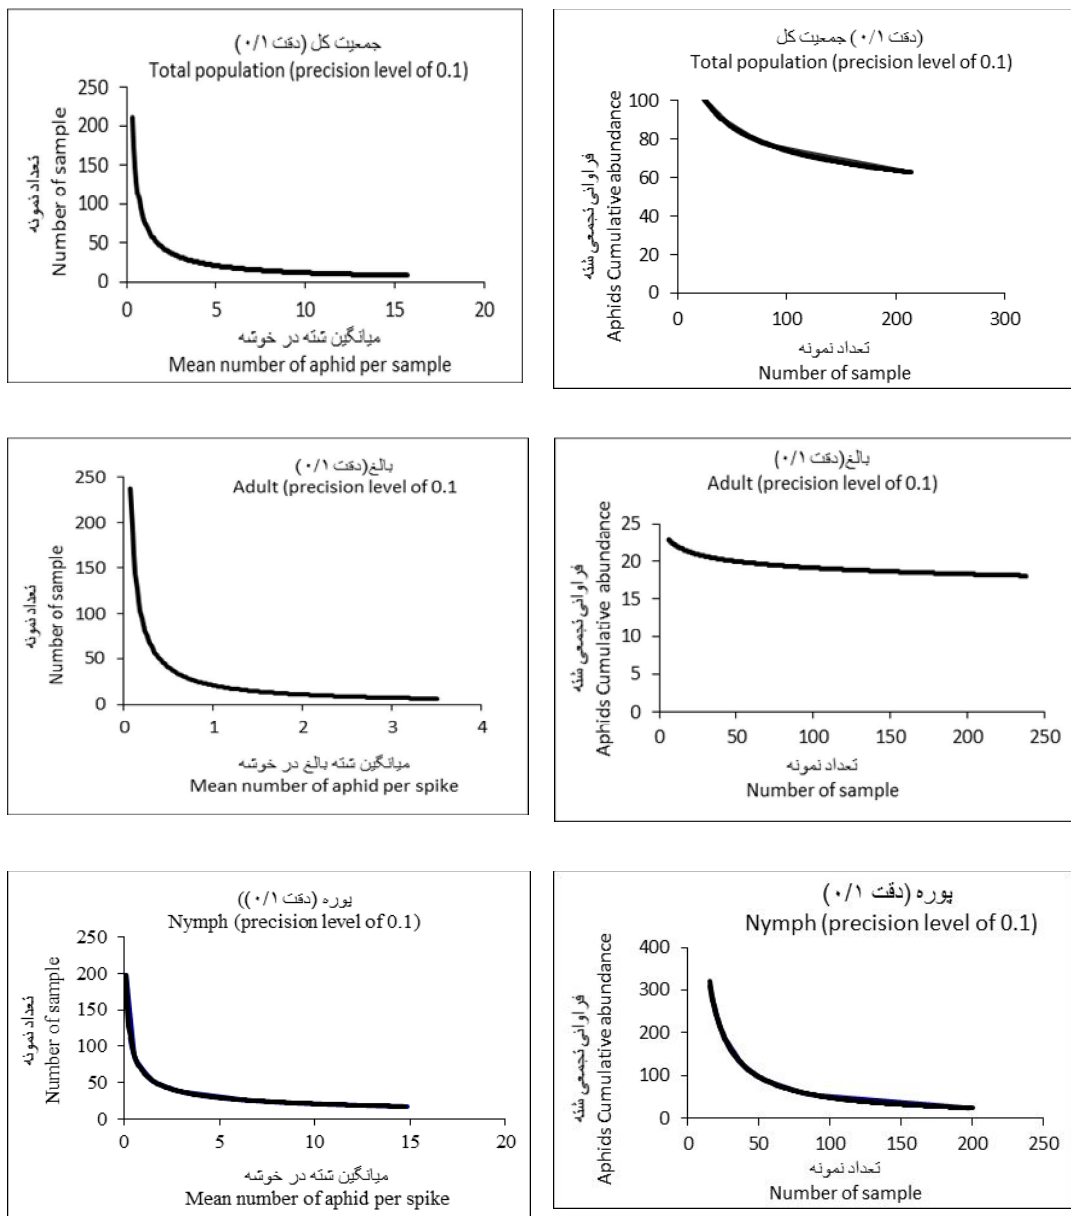 جمعیت کل (دقت ۰/۱)
Total population (precision level of 0.1)
250
200
150
100
50
0
0 5 10 15 20
تعداد نمونه
Number of sample
میانگین شته در خوشه
Mean number of aphid per sample
(دقت ۰/۱) جمعیت کل
Total population (precision level of 0.1)
100
80
60
40
20
0
0 100 200 300
فراوانی تجمعی شته
Aphids Cumulative abundance
تعداد نمونه
Number of sample
بالغ(دقت ۰/۱)
Adult (precision level of 0.1
250
200
150
100
50
0
0 1 2 3 4
تعداد نمونه
Number of sample
میانگین شته بالغ در خوشه
Mean number of aphid per spike
بالغ(دقت ۰/۱)
Adult (precision level of 0.1)
25
20
15
10
5
0
0 50 100 150 200 250
فراوانی تجمعی شته
Aphids Cumulative abundance
تعداد نمونه
Number of sample
پوره (دقت ۰/۱))
Nymph (precision level of 0.1)
250
200
150
100
50
0
0 5 10 15 20
تعداد نمونه
Number of sample
میانگین شته در خوشه
Mean number of aphid per spike
پوره (دقت ۰/۱)
Nymph (precision level of 0.1)
400
300
200
100
0
0 50 100 150 200 250
فراوانی تجمعی شته
Aphids Cumulative abundance
تعداد نمونه
Number of sample